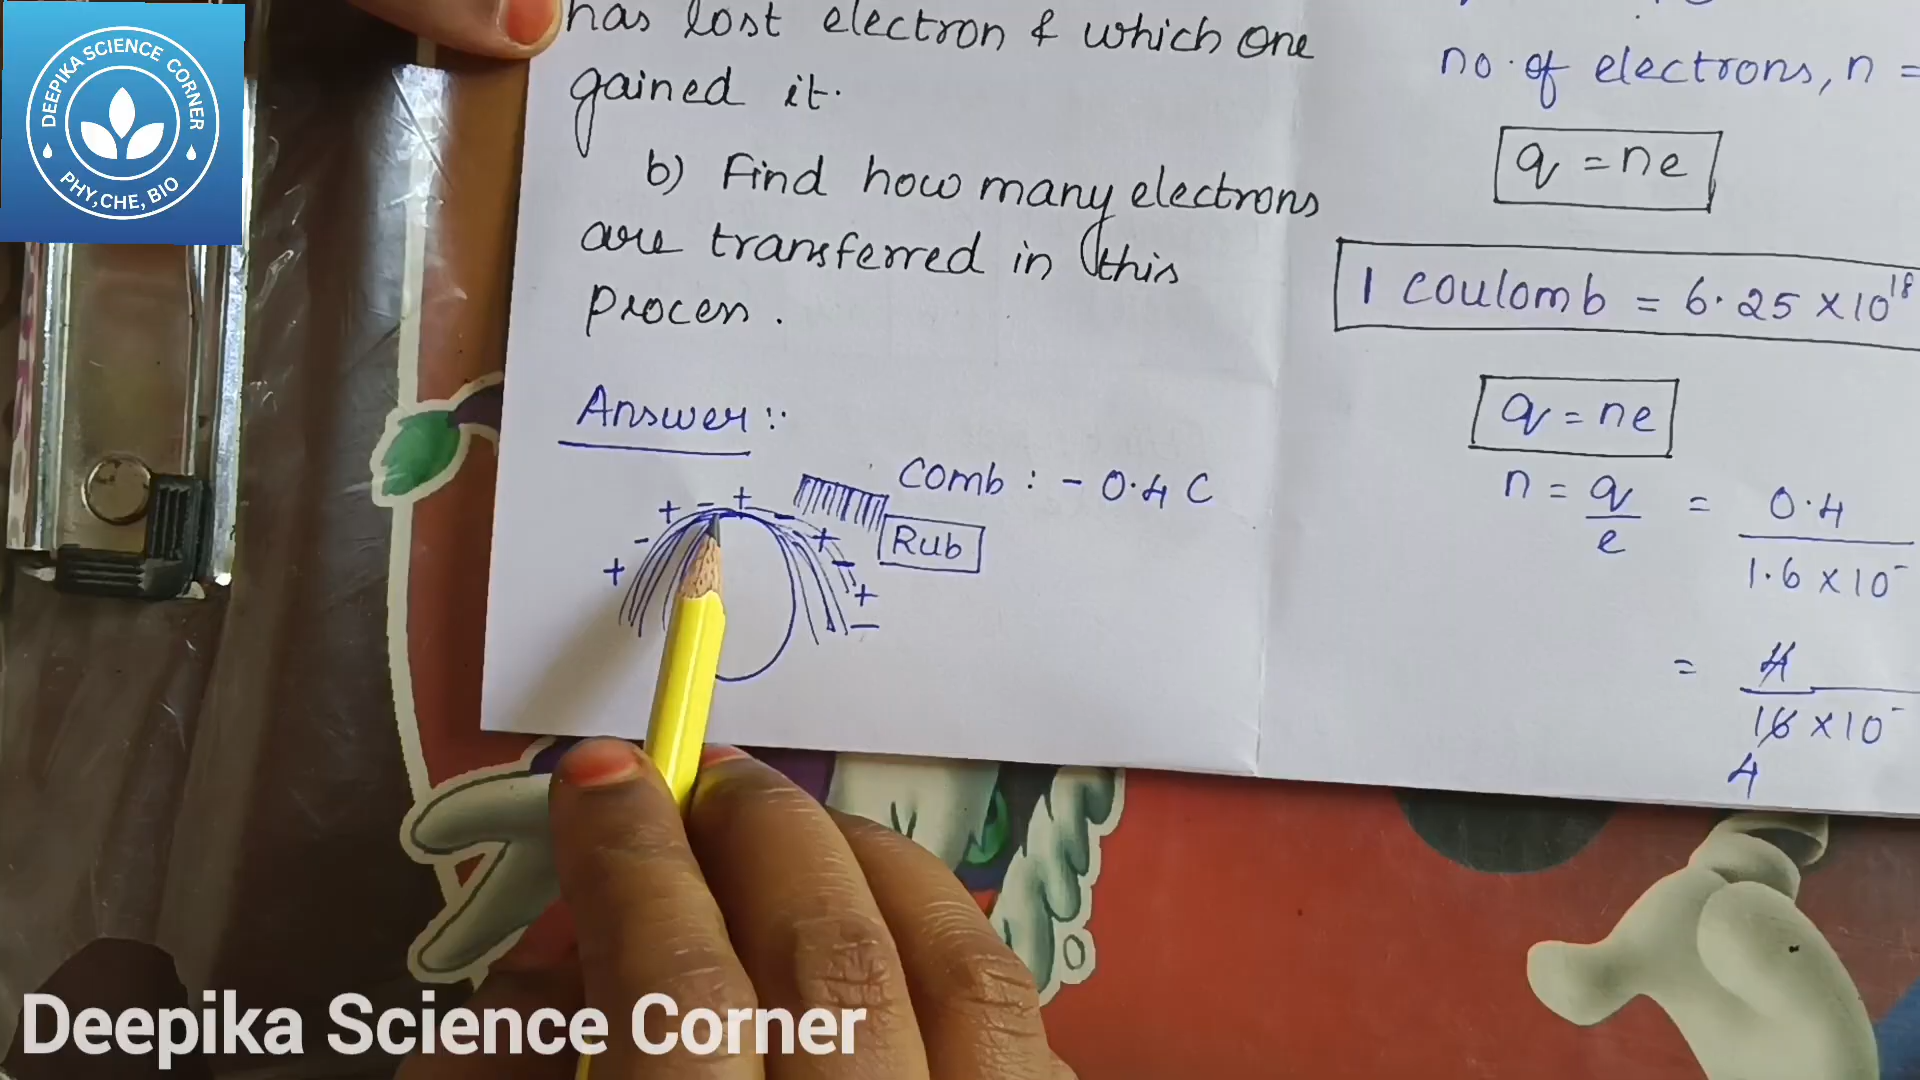 DEEPIKA SCIENCE CORNER
PHY, CHE, BIO
has lost electron & which one
gained it.
b) Find how many electrons
are transferred in this
process.
Answer :-
Comb : - 0.4 C
Rub
+ - + - + - + -
+
no. of electrons, n =
q = ne
1 coulomb = 6.25 × 10^18
q = ne
n = q/e = 0.4 / 1.6 × 10^-
= 4 / 16 × 10^-
4
Deepika Science Corner